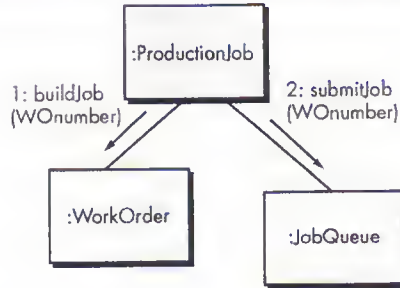 :ProductionJob
1: buildJob
(WOnumber)
2: submitJob
(WOnumber)
:WorkOrder
:JobQueue